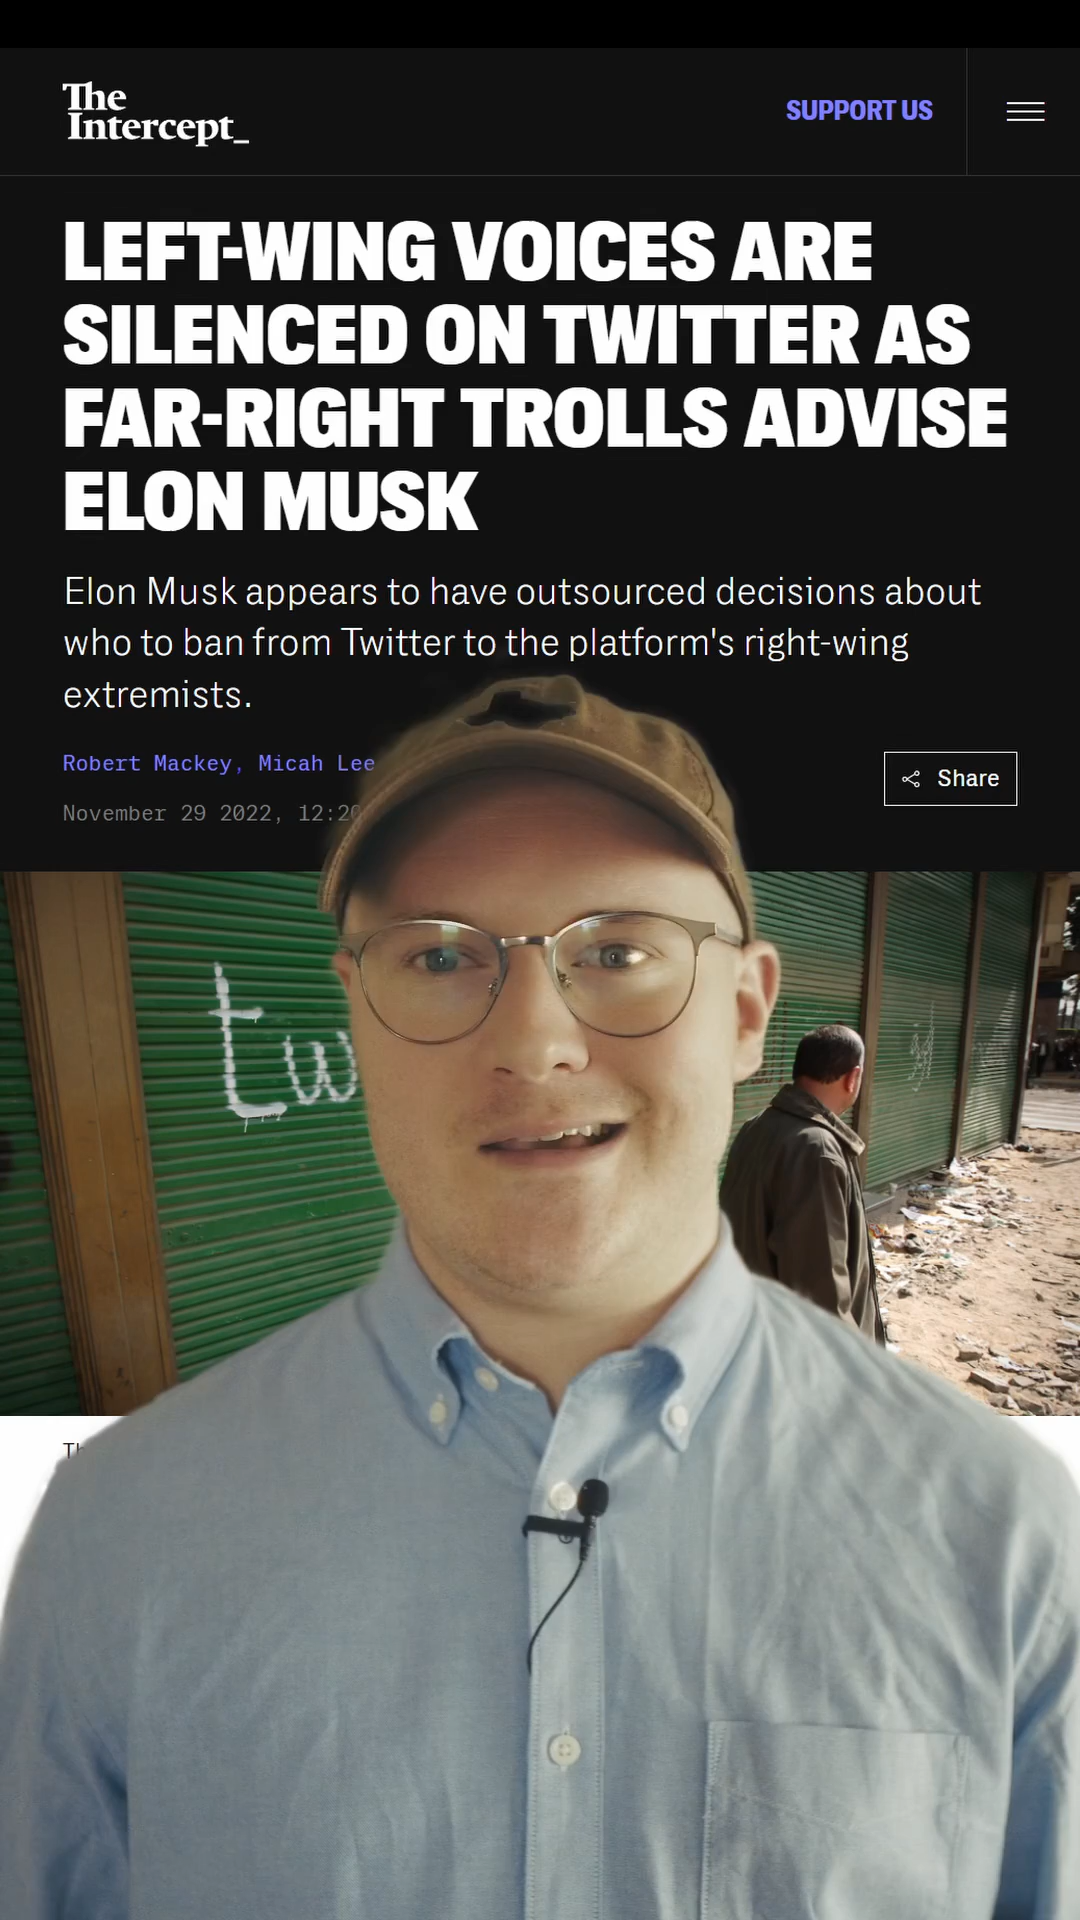 The
Intercept_
SUPPORT US
LEFT-WING VOICES ARE
SILENCED ON TWITTER AS
FAR-RIGHT TROLLS ADVISE
ELON MUSK
Elon Musk appears to have outsourced decisions about
who to ban from Twitter to the platform's right-wing
extremists.
Robert Mackey, Micah Lee
Share
November 29 2022, 12:20
tw